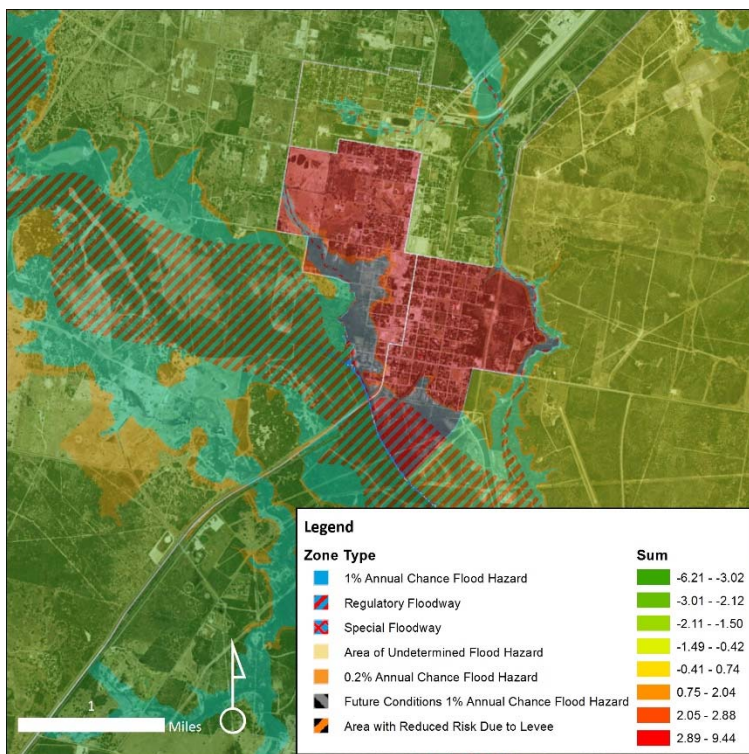 Legend
Zone Type
1% Annual Chance Flood Hazard
Regulatory Floodway
Special Floodway
Area of Undetermined Flood Hazard
0.2% Annual Chance Flood Hazard
Future Conditions 1% Annual Chance Flood Hazard
Area with Reduced Risk Due to Levee
Sum
-6.21 - -3.02
-3.01 - -2.12
-2.11 - -1.50
-1.49 - -0.42
-0.41 - 0.74
0.75 - 2.04
2.05 - 2.88
2.89 - 9.44
1
Miles